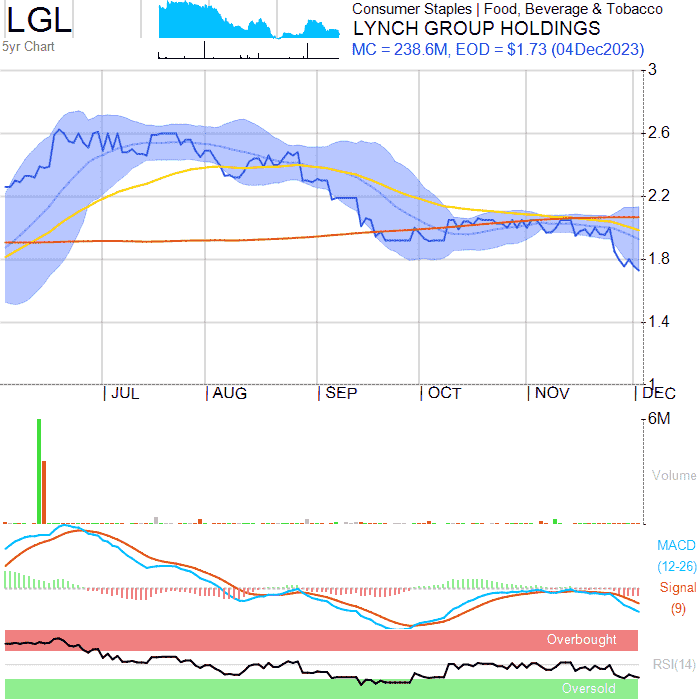 LGL
5yr Chart
Consumer Staples | Food, Beverage & Tobacco
LYNCH GROUP HOLDINGS
MC = 238.6M, EOD = $1.73 (04Dec2023)
3
2.6
2.2
1.8
1.4
1
JUL AUG SEP OCT NOV DEC
6M
Volume
MACD
(12-26)
Signal
(9)
Overbought
RSI(14)
Oversold